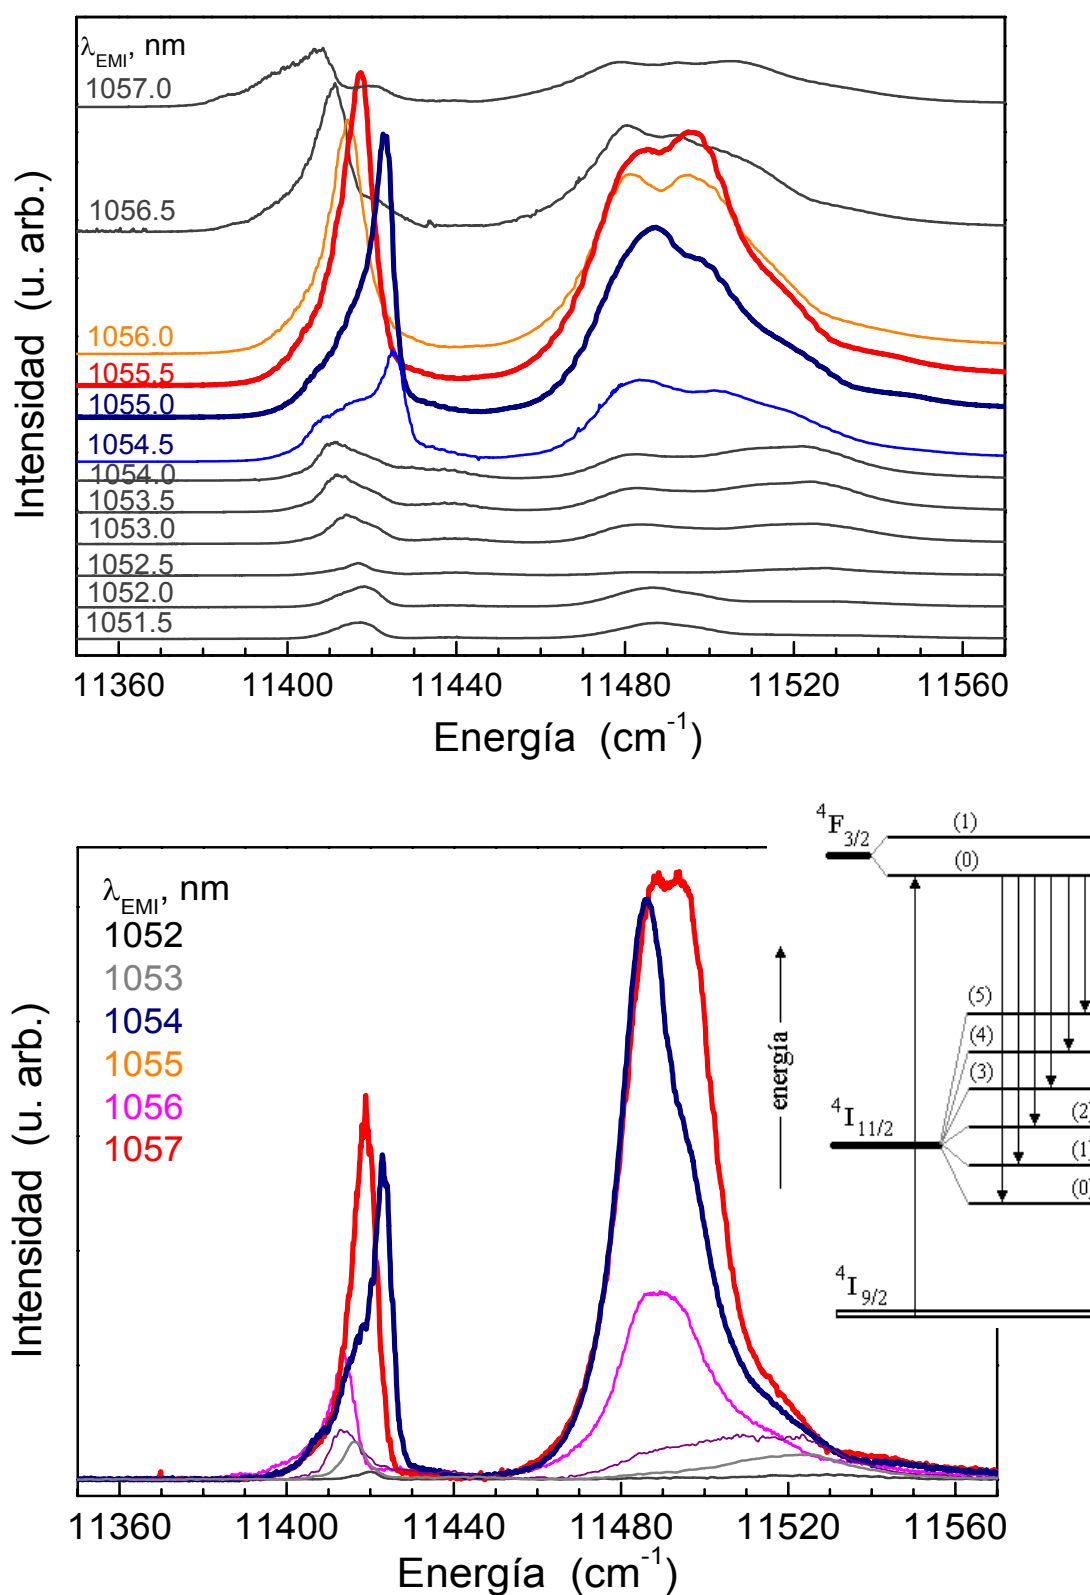 λEMI, nm
1057.0
1056.5
1056.0
1055.5
1055.0
1054.5
1054.0
1053.5
1053.0
1052.5
1052.0
1051.5
Intensidad (u. arb.)
11360 11400 11440 11480 11520 11560
Energía (cm-1)
λEMI, nm
1052
1053
1054
1055
1056
1057
Intensidad (u. arb.)
4F3/2
(1)
(0)
energía
(5)
(4)
(3)
4I11/2
(2)
(1)
(0)
4I9/2
11360 11400 11440 11480 11520 11560
Energía (cm-1)